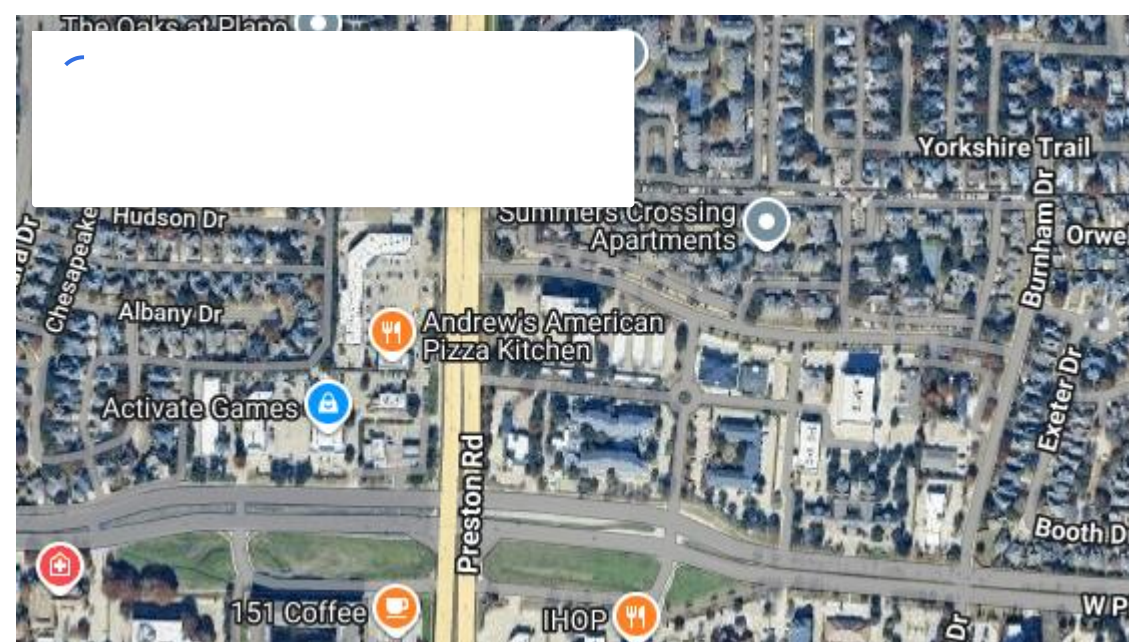 The Oaks at Plano
Yorkshire Trail
Hudson Dr
Summers Crossing
Apartments
Burnham Dr
Chesapeake
Albany Dr
Andrew's American
Pizza Kitchen
Exeter Dr
Activate Games
Preston Rd
Booth D
151 Coffee
IHOP
W P
Dr